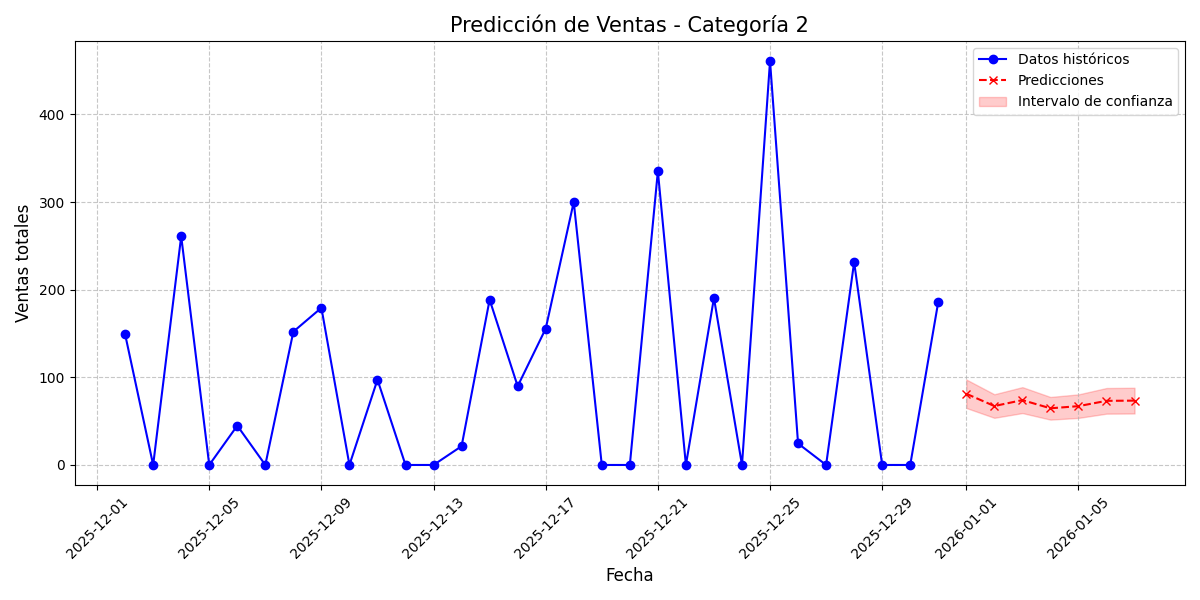 Predicción de Ventas - Categoría 2
Datos históricos
Predicciones
Intervalo de confianza
Ventas totales
400
300
200
100
0
2025-12-01
2025-12-05
2025-12-09
2025-12-13
2025-12-17
2025-12-21
2025-12-25
2025-12-29
2026-01-01
2026-01-05
Fecha